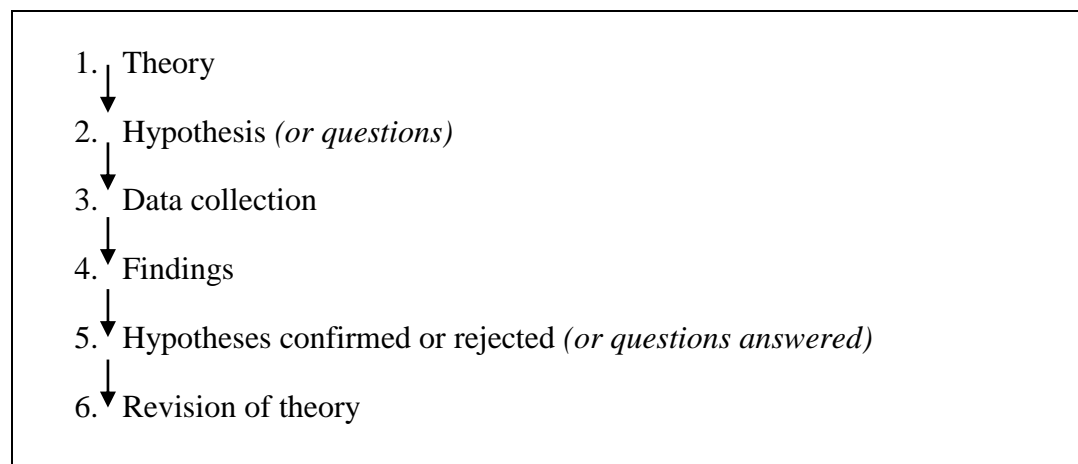 1. Theory
2. Hypothesis (or questions)
3. Data collection
4. Findings
5. Hypotheses confirmed or rejected (or questions answered)
6. Revision of theory